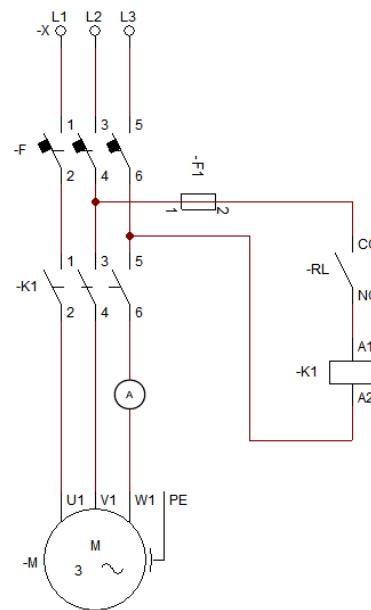 L1 L2 L3
-X
1 3 5
-F
2 4 6
-F1
1 2
CO
-RL
NO
1 3 5
-K1
2 4 6
A1
-K1
A2
A
U1 V1 W1 PE
M
-M
3